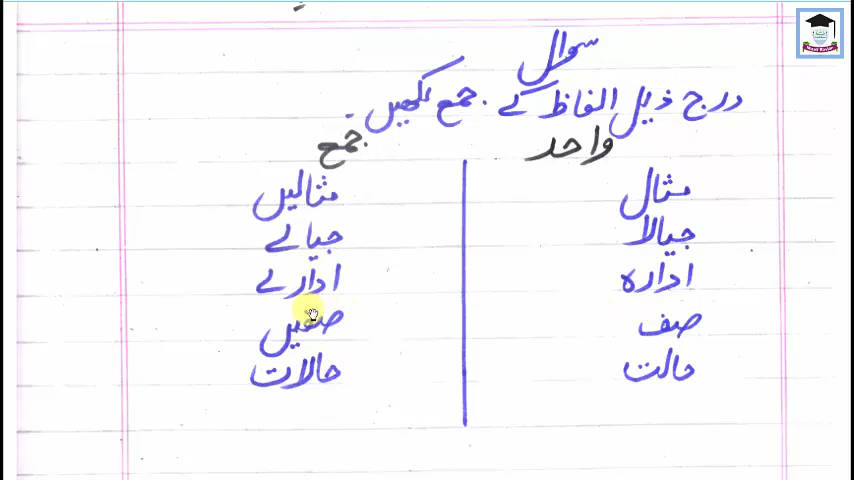 سوال
درج ذیل الفاظ کے جمع لکھیں۔
واحد جمع
مثال مثالیں
جیالا جیالے
ادارہ ادارے
صف صفیں
حالت حالات